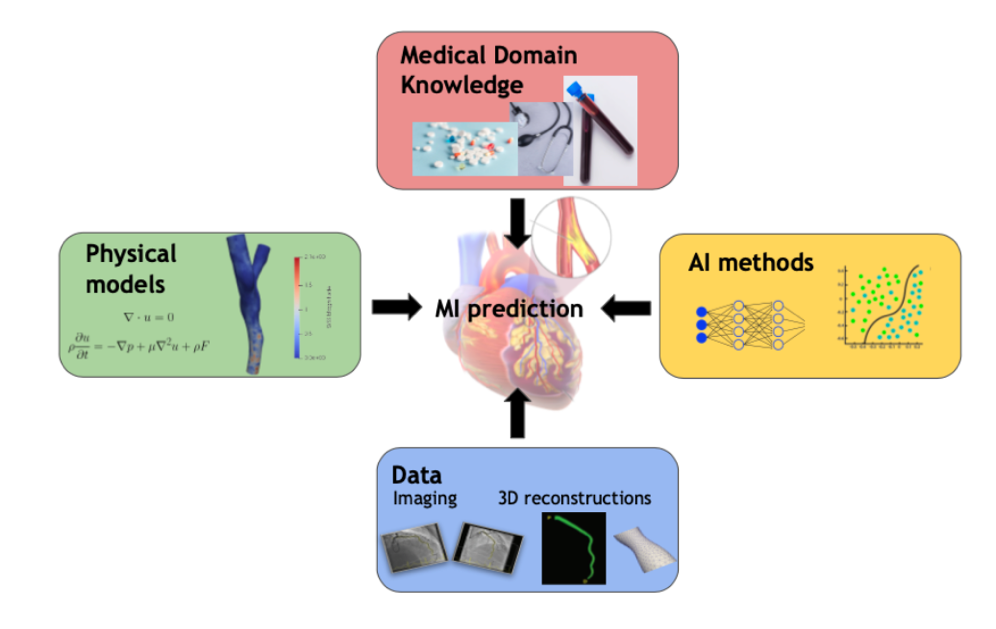 Medical Domain
Knowledge
Physical
models
∇ · u = 0
ρ ∂u/∂t = −∇p + μ∇²u + ρF
AI methods
MI prediction
Data
Imaging
3D reconstructions